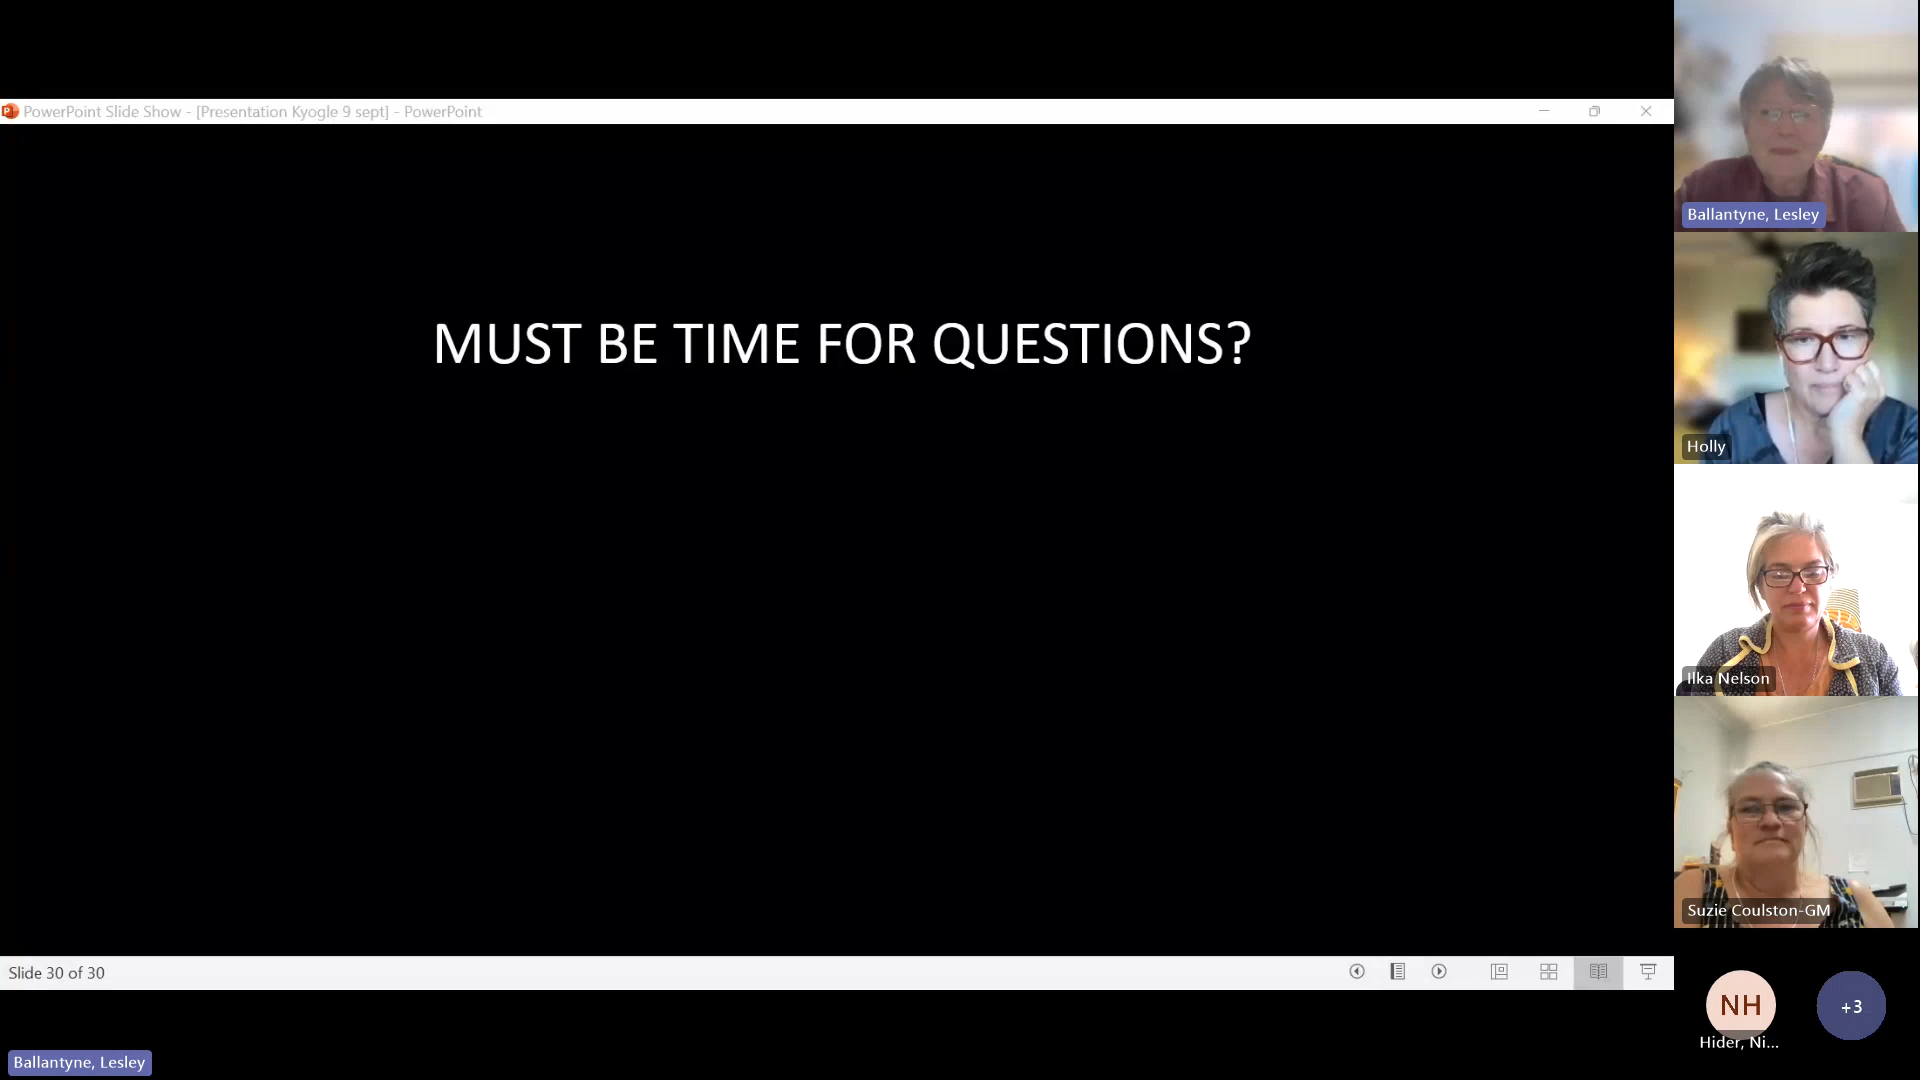 PowerPoint Slide Show - [Presentation Kyogle 9 sept] - PowerPoint
MUST BE TIME FOR QUESTIONS?
Slide 30 of 30
Ballantyne, Lesley
Ballantyne, Lesley
Holly
Ilka Nelson
Suzie Coulston-GM
NH
Hider, Ni...
+3